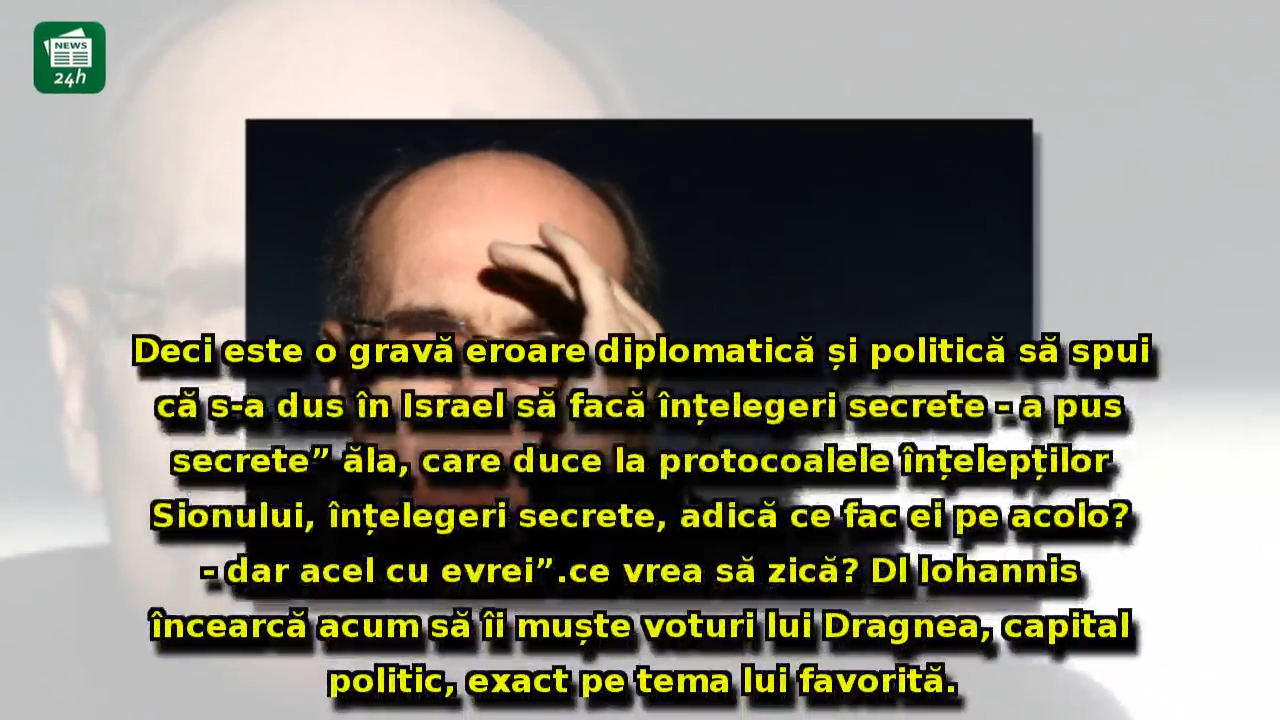 NEWS
24h
Deci este o gravă eroare diplomatică și politică să spui
că s-a dus în Israel să facă înțelegeri secrete - a pus
secrete” ăla, care duce la protocoalele înțelepților
Sionului, înțelegeri secrete, adică ce fac ei pe acolo?
- dar acel cu evrei”.ce vrea să zică? Dl Iohannis
încearcă acum să îi muște voturi lui Dragnea, capital
politic, exact pe tema lui favorită.